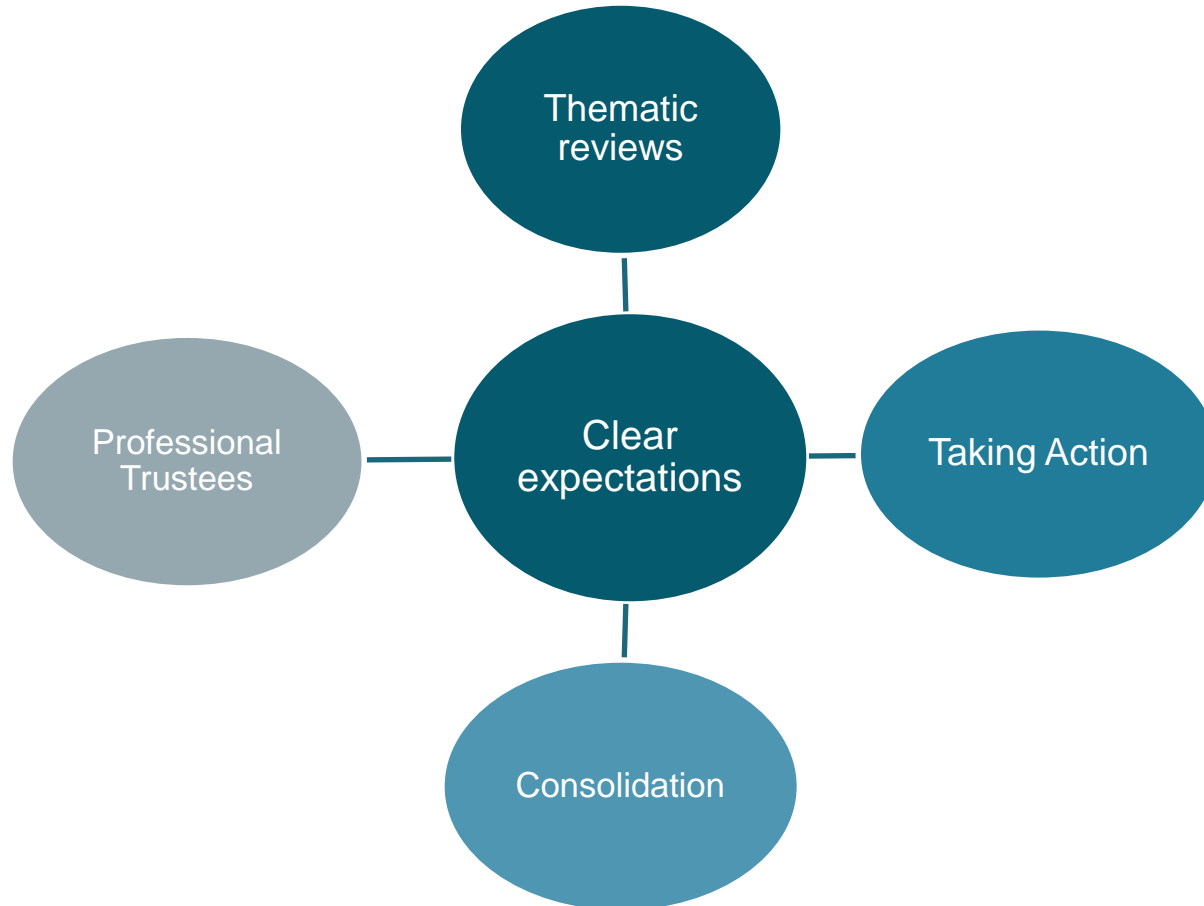 Thematic
reviews
Professional
Trustees
Clear
expectations
Taking Action
Consolidation